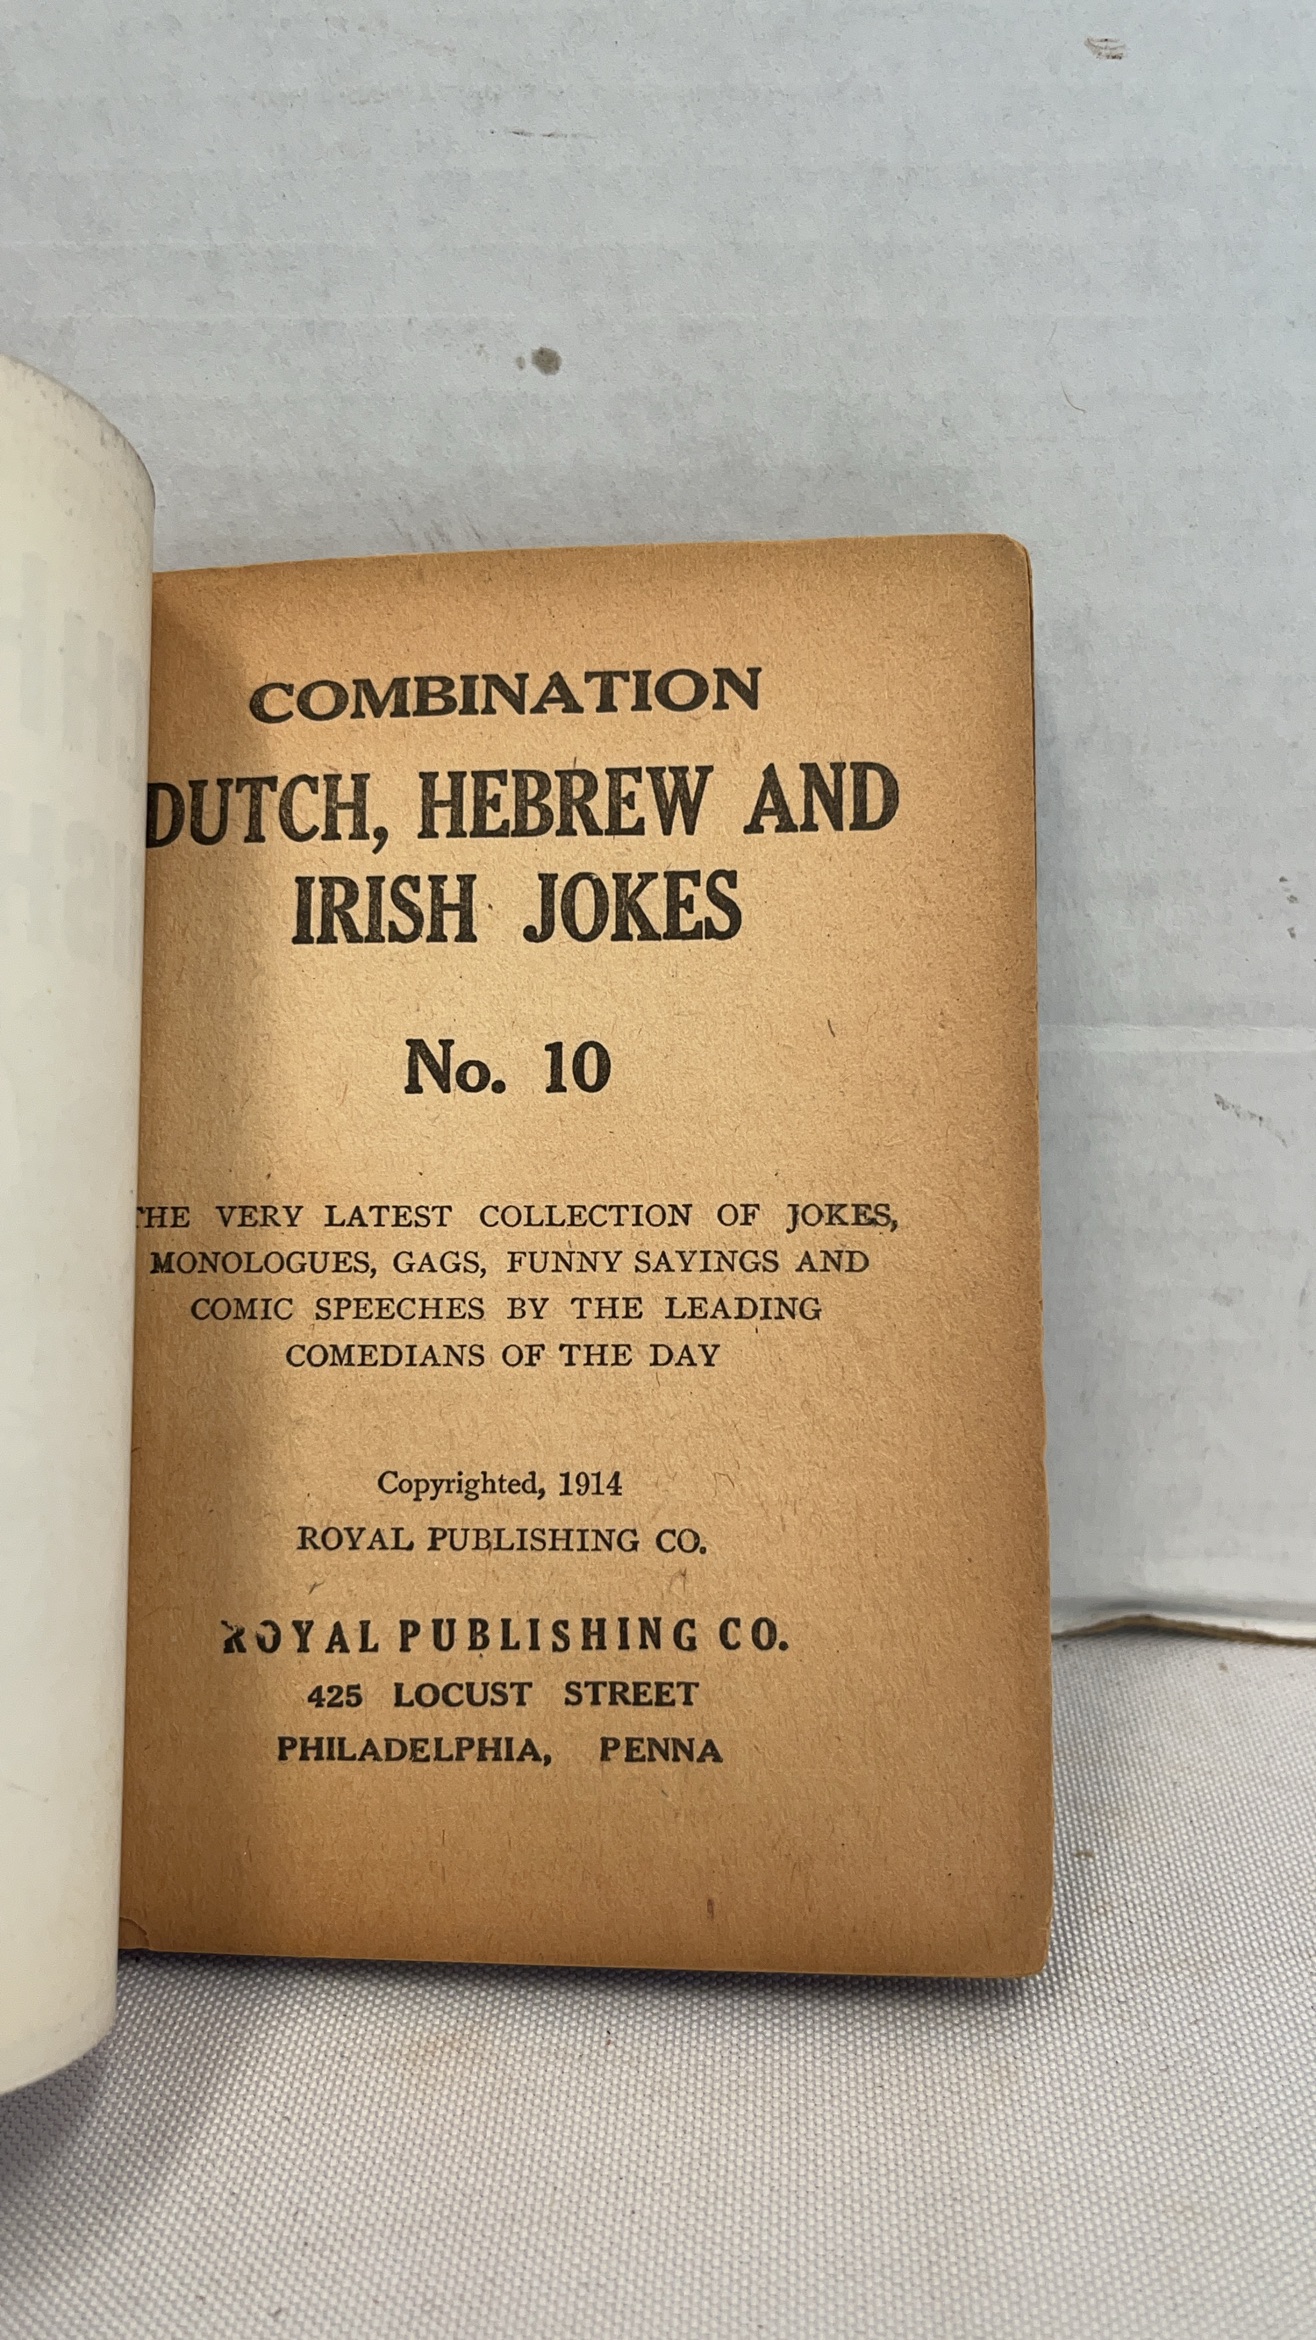 COMBINATION
DUTCH, HEBREW AND
IRISH JOKES
No. 10
THE VERY LATEST COLLECTION OF JOKES,
MONOLOGUES, GAGS, FUNNY SAYINGS AND
COMIC SPEECHES BY THE LEADING
COMEDIANS OF THE DAY
Copyrighted, 1914
ROYAL PUBLISHING CO.
ROYAL PUBLISHING CO.
425 LOCUST STREET
PHILADELPHIA, PENNA